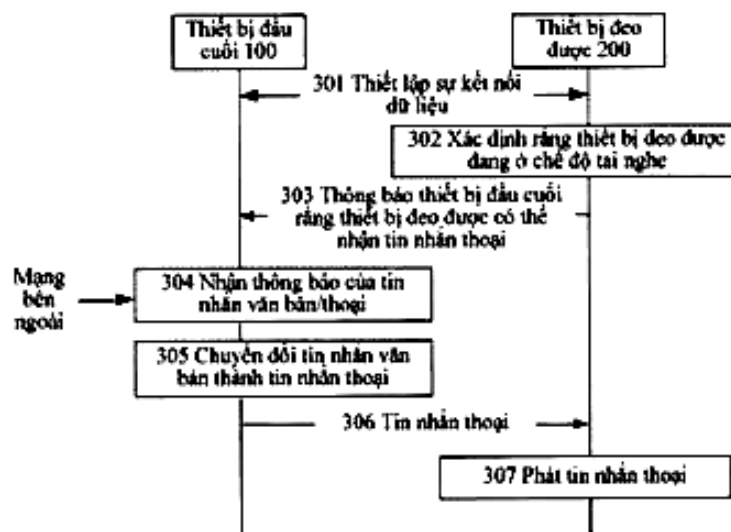 Thiết bị đầu
cuối 100
Thiết bị đeo
được 200
301 Thiết lập sự kết nối
dữ liệu
302 Xác định rằng thiết bị đeo được
đang ở chế độ tai nghe
303 Thông báo thiết bị đầu cuối
rằng thiết bị đeo được có thể
nhận tin nhắn thoại
Mạng
bên
ngoài
304 Nhận thông báo của tin
nhắn văn bản/thoại
305 Chuyển đổi tin nhắn văn
bản thành tin nhắn thoại
306 Tin nhắn thoại
307 Phát tin nhắn thoại